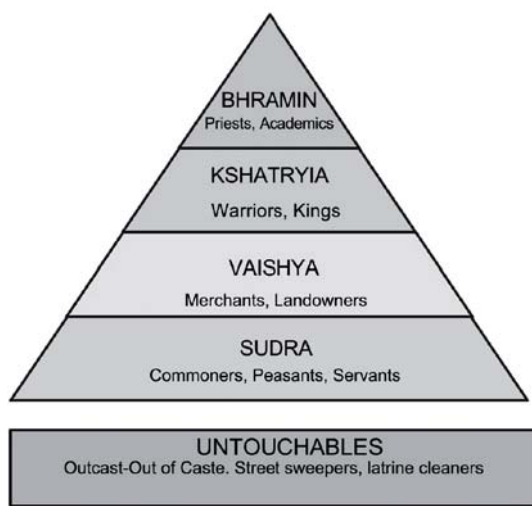 BHRAMIN
Priests, Academics
KSHATRYIA
Warriors, Kings
VAISHYA
Merchants, Landowners
SUDRA
Commoners, Peasants, Servants
UNTOUCHABLES
Outcast-Out of Caste. Street sweepers, latrine cleaners